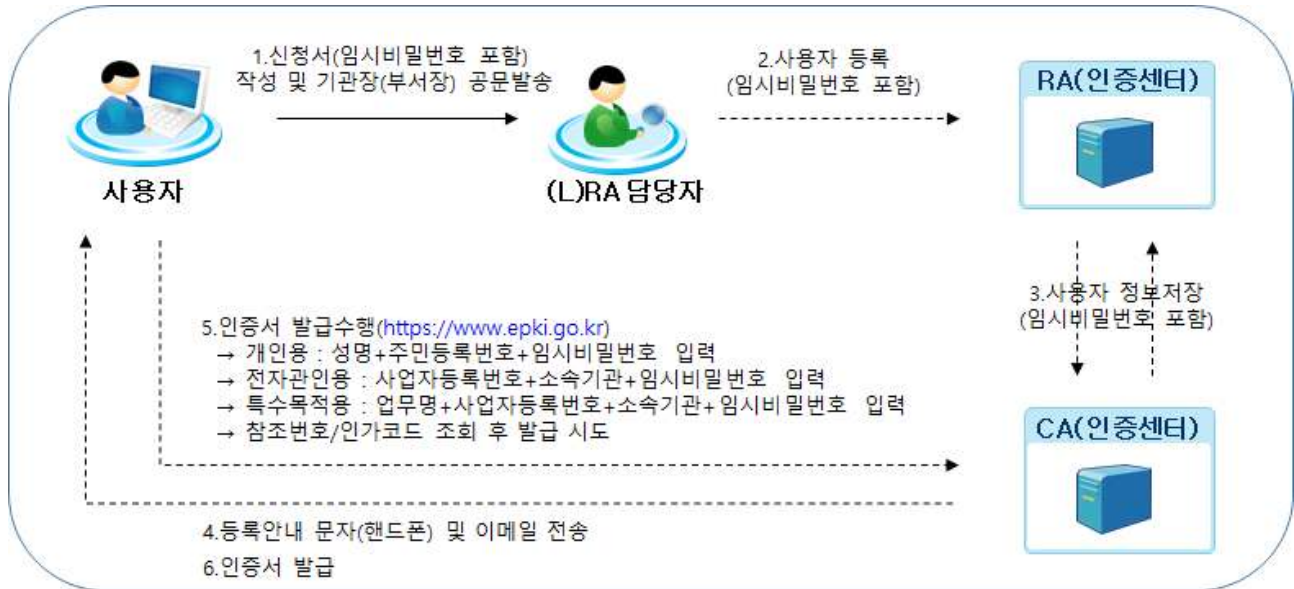 1.신청서(임시비밀번호 포함)
작성 및 기관장(부서장) 공문발송
2.사용자 등록
(임시비밀번호 포함)
RA(인증센터)
사용자
(L)RA 담당자
3.사용자 정보저장
(임시비밀번호 포함)
5.인증서 발급수행(https://www.epki.go.kr)
→ 개인용 : 성명+주민등록번호+임시비밀번호 입력
→ 전자관인용 : 사업자등록번호+소속기관+임시비밀번호 입력
→ 특수목적용 : 업무명+사업자등록번호+소속기관+임시비밀번호 입력
→ 참조번호/인가코드 조회 후 발급 시도
CA(인증센터)
4.등록안내 문자(핸드폰) 및 이메일 전송
6.인증서 발급